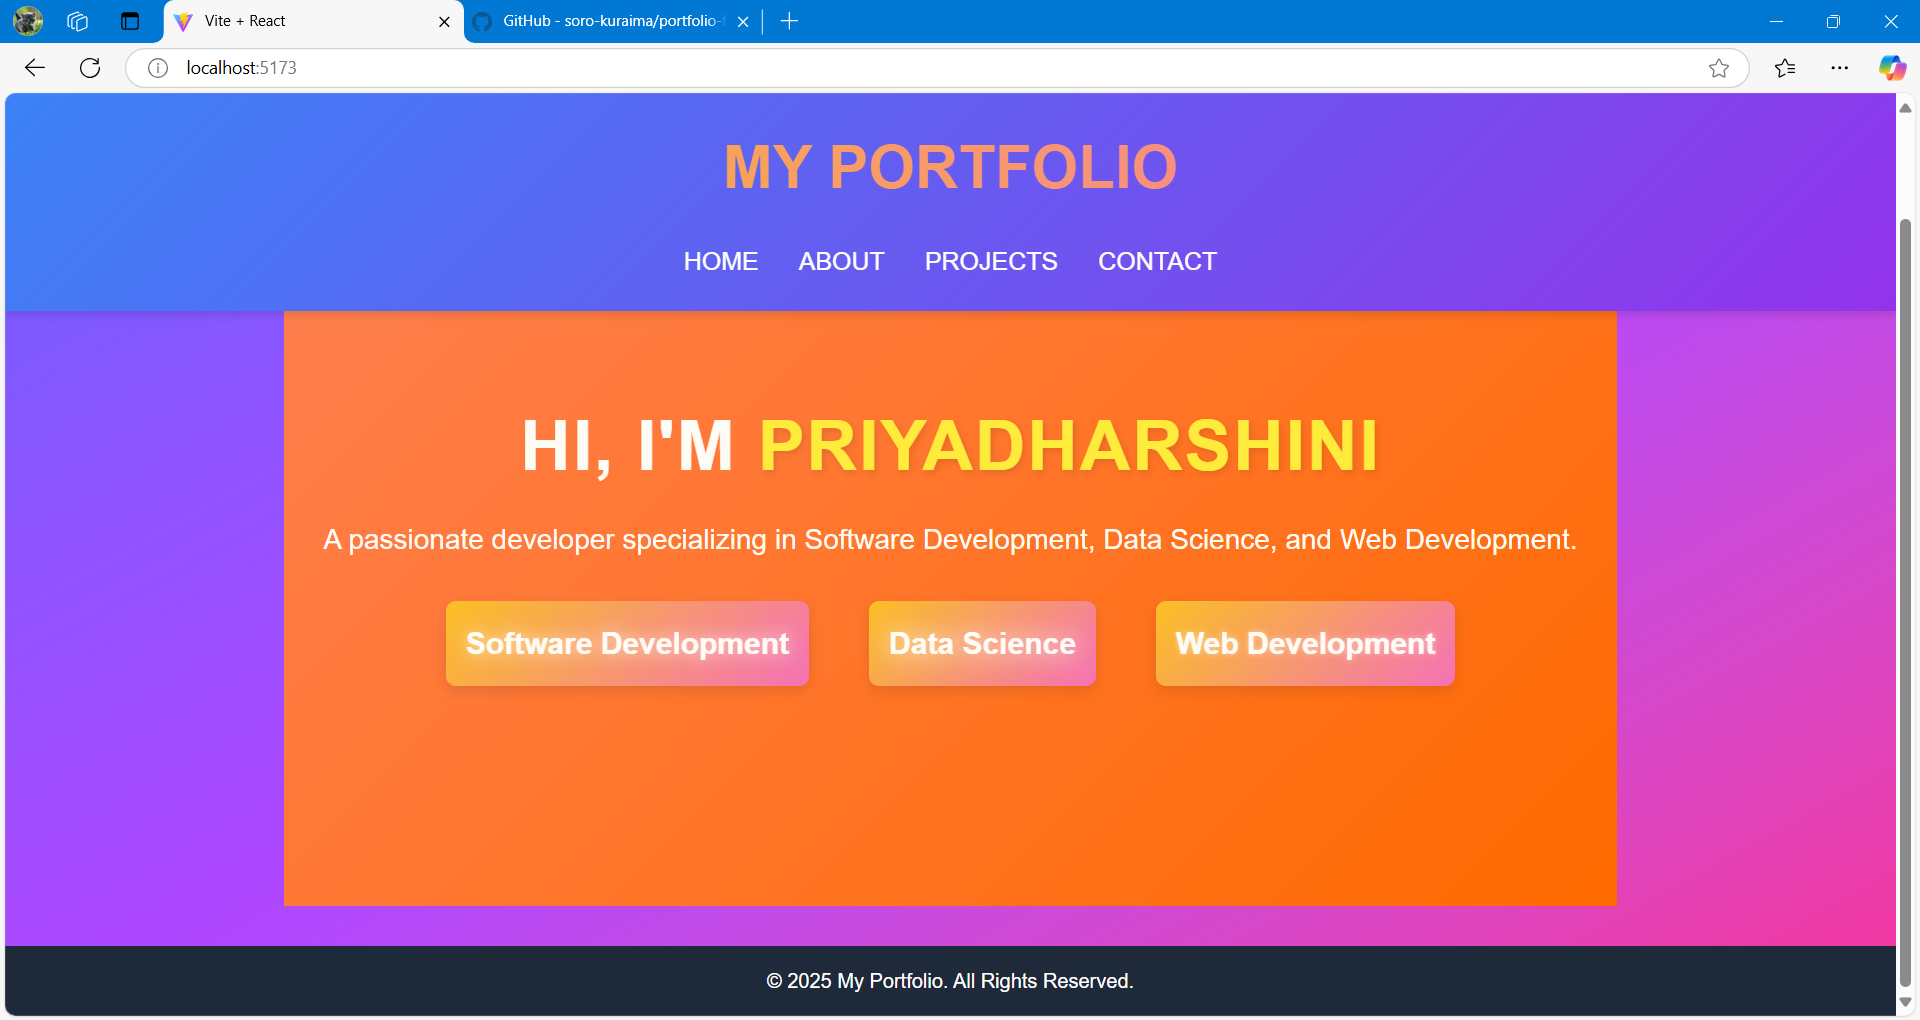 Vite + React
GitHub - soro-kuraima/portfolio-
localhost:5173
MY PORTFOLIO
HOME ABOUT PROJECTS CONTACT
HI, I'M PRIYADHARSHINI
A passionate developer specializing in Software Development, Data Science, and Web Development.
Software Development Data Science Web Development
© 2025 My Portfolio. All Rights Reserved.